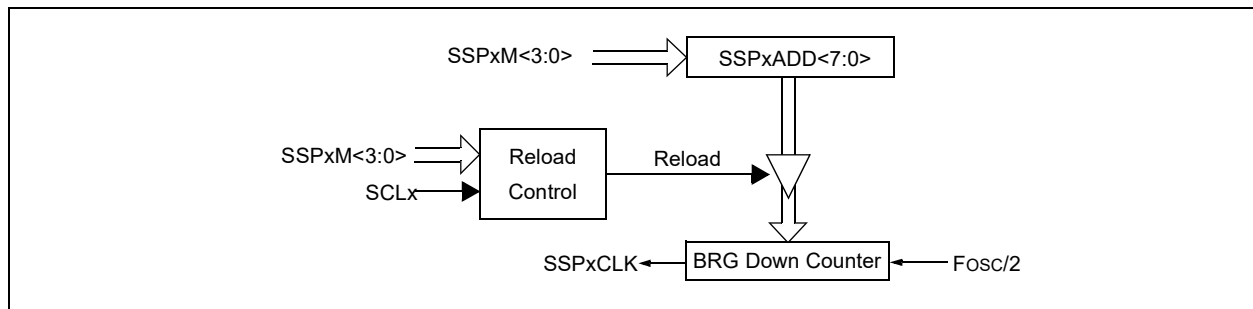 SSPxM<3:0>
SSPxADD<7:0>
SSPxM<3:0>
Reload
Control
Reload
SCLx
SSPxCLK
BRG Down Counter
FOSC/2